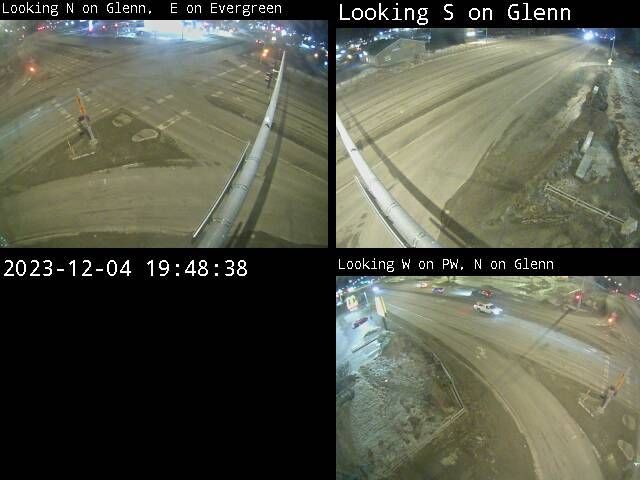 Looking N on Glenn, E on Evergreen
Looking S on Glenn
2023-12-04 19:48:38
Looking W on PW, N on Glenn